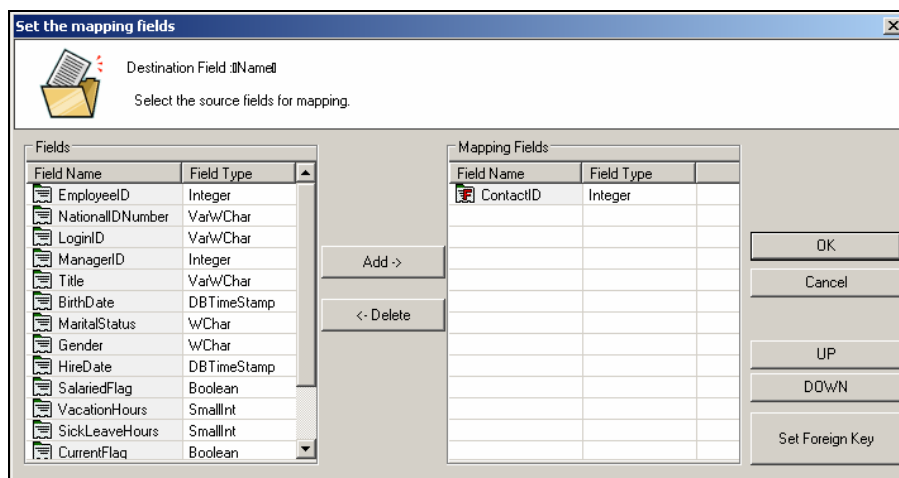 Set the mapping fields
Destination Field :▯Name▯
Select the source fields for mapping.
Fields
Field Name Field Type
EmployeeID Integer
NationalIDNumber VarWChar
LoginID VarWChar
ManagerID Integer
Title VarWChar
BirthDate DBTimeStamp
MaritalStatus WChar
Gender WChar
HireDate DBTimeStamp
SalariedFlag Boolean
VacationHours SmallInt
SickLeaveHours SmallInt
CurrentFlag Boolean
Add ->
<- Delete
Mapping Fields
Field Name Field Type
F ContactID Integer
OK
Cancel
UP
DOWN
Set Foreign Key